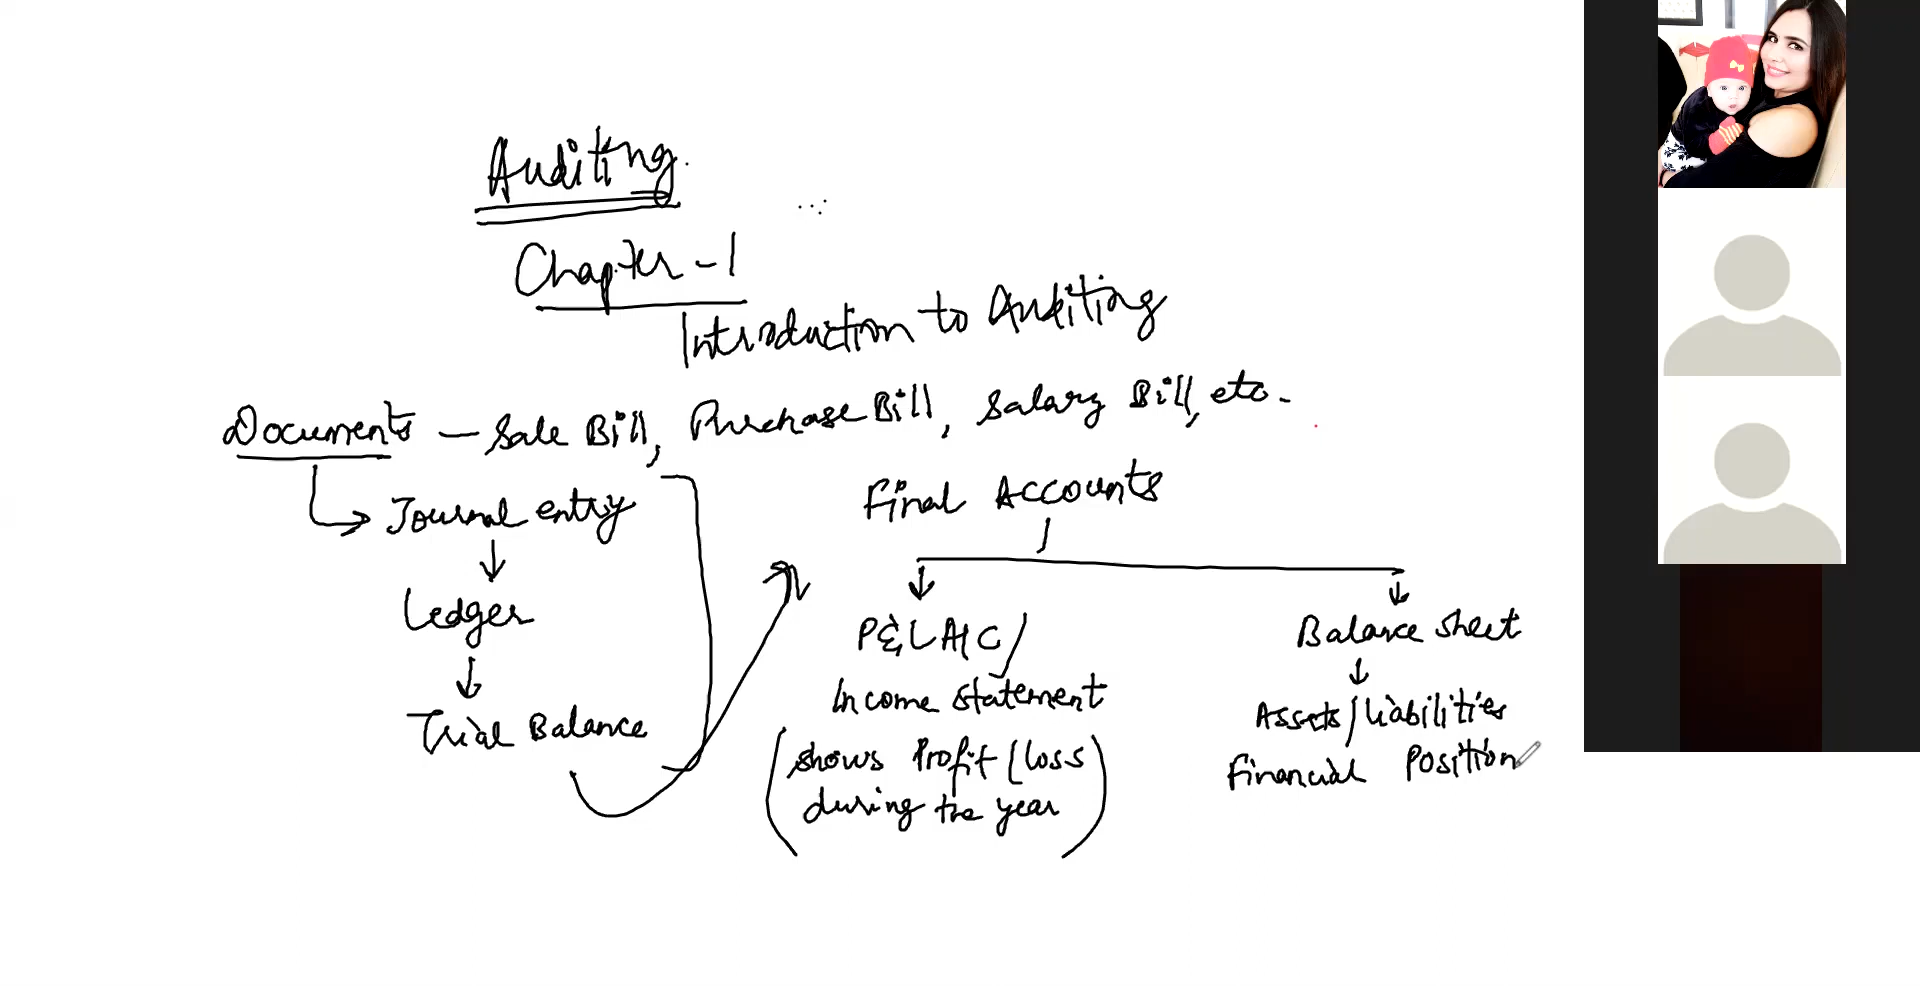 Auditing.
Chapter-1
Introduction to Auditing
Documents — Sale Bill, Purchase Bill, Salary Bill, etc.
Journal entry
Ledger
Trial Balance
Final Accounts
P&L A/C/
Income statement
(shows Profit/loss
during the year)
Balance sheet
Assets/liabilities
Financial Position